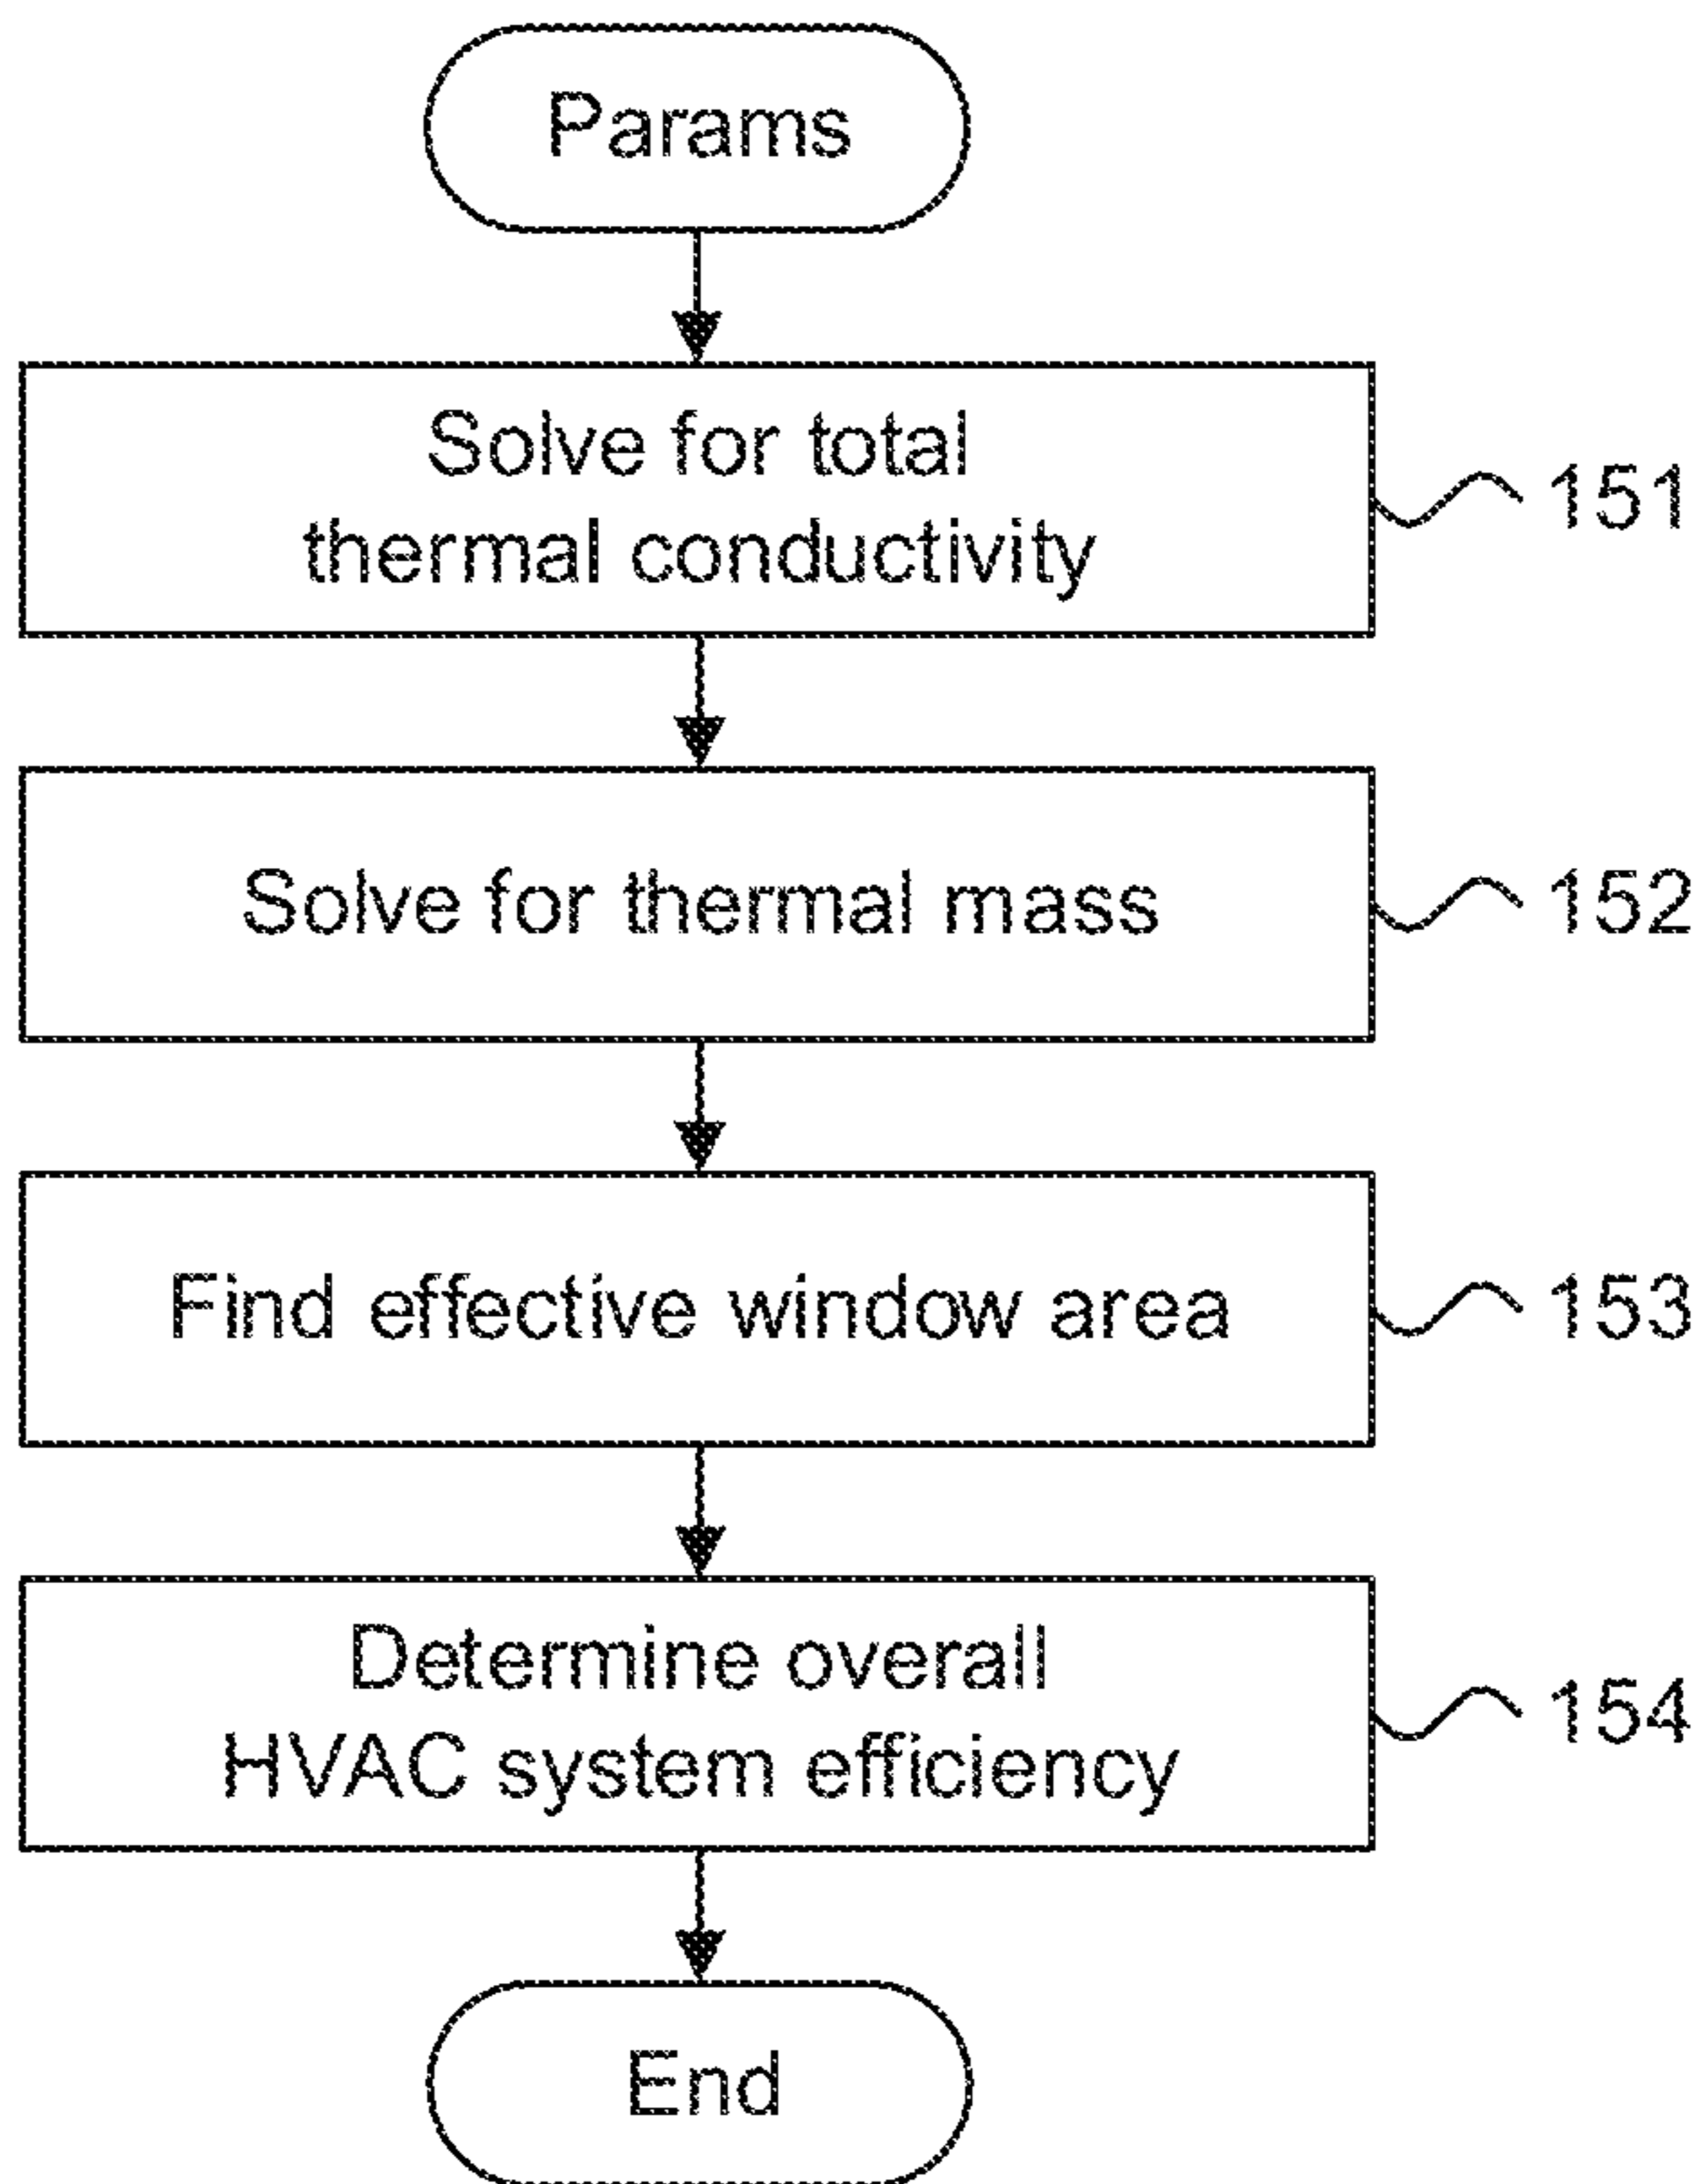 Params
Solve for total
thermal conductivity
151
Solve for thermal mass
152
Find effective window area
153
Determine overall
HVAC system efficiency
154
End